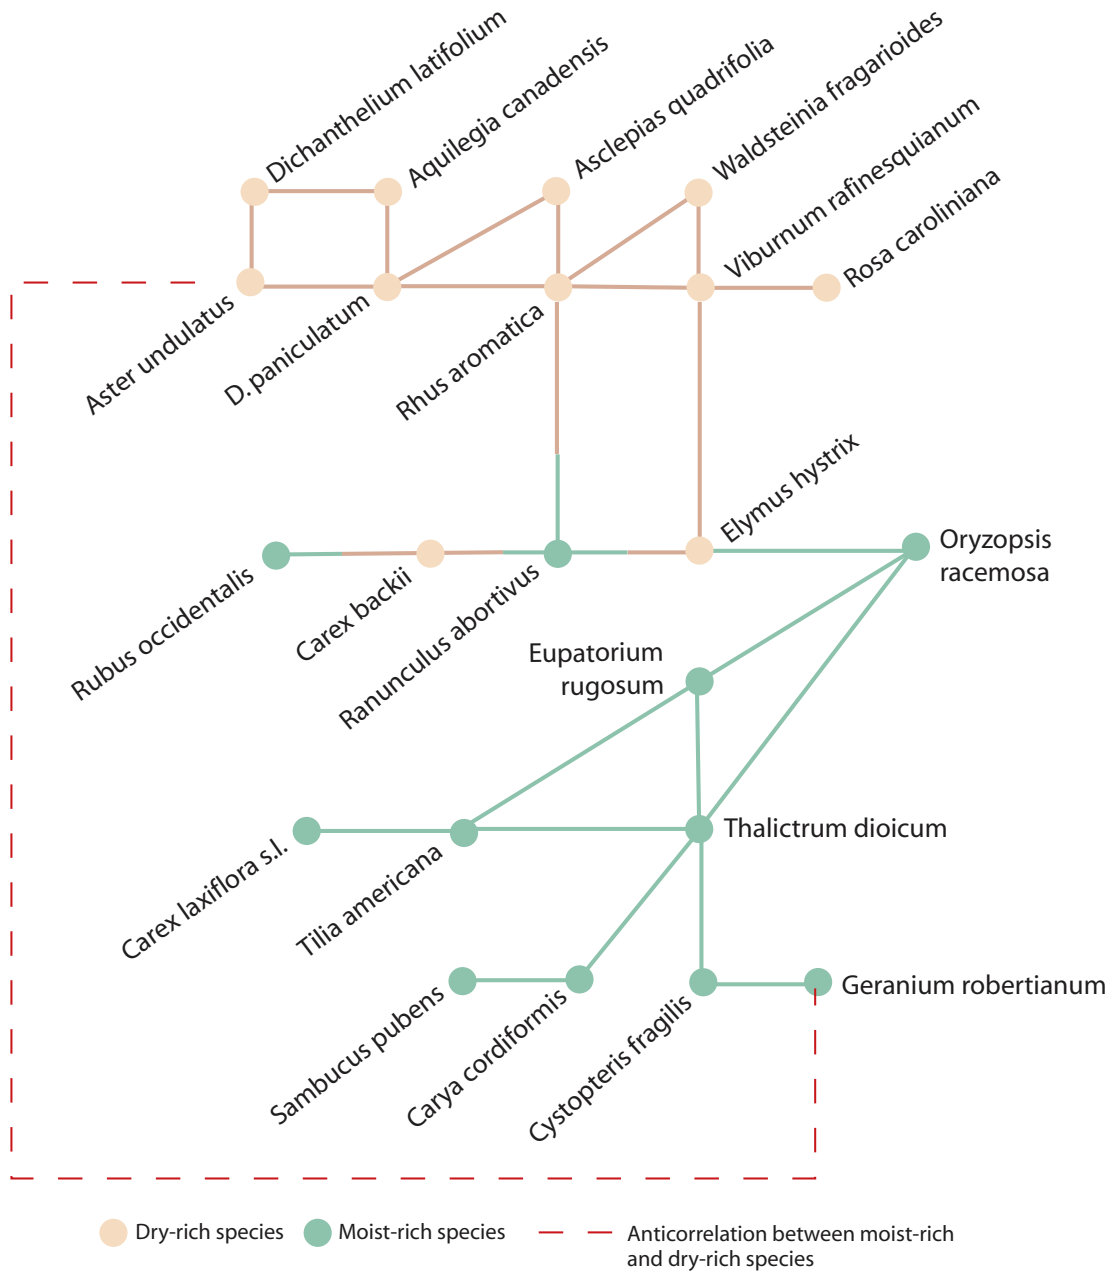 Dichanthelium latifolium
Aquilegia canadensis
Asclepias quadrifolia
Waldsteinia fragarioides
Viburnum rafinesquianum
Rosa caroliniana
Aster undulatus
D. paniculatum
Rhus aromatica
Elymus hystrix
Oryzopsis
racemosa
Rubus occidentalis
Carex backii
Ranunculus abortivus
Eupatorium
rugosum
Thalictrum dioicum
Carex laxiflora s.l.
Tilia americana
Geranium robertianum
Sambucus pubens
Carya cordiformis
Cystopteris fragilis
Dry-rich species
Moist-rich species
Anticorrelation between moist-rich
and dry-rich species